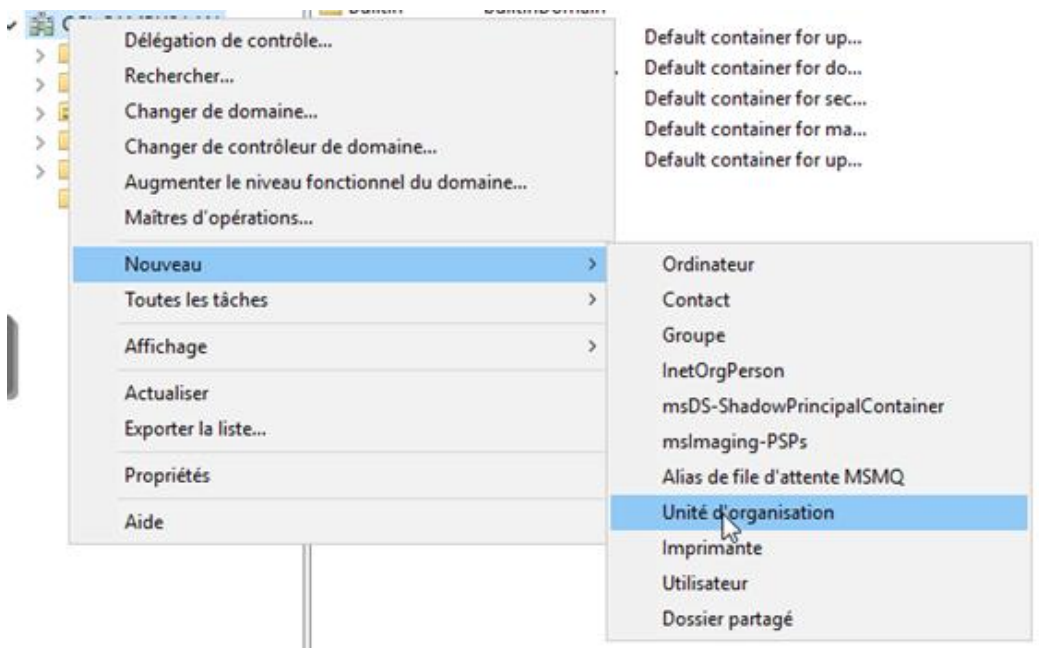 Délégation de contrôle...
Rechercher...
Changer de domaine...
Changer de contrôleur de domaine...
Augmenter le niveau fonctionnel du domaine...
Maîtres d'opérations...
Nouveau
Toutes les tâches
Affichage
Actualiser
Exporter la liste...
Propriétés
Aide
Default container for up...
Default container for do...
Default container for sec...
Default container for ma...
Default container for up...
Ordinateur
Contact
Groupe
InetOrgPerson
msDS-ShadowPrincipalContainer
msImaging-PSPs
Alias de file d'attente MSMQ
Unité d'organisation
Imprimante
Utilisateur
Dossier partagé